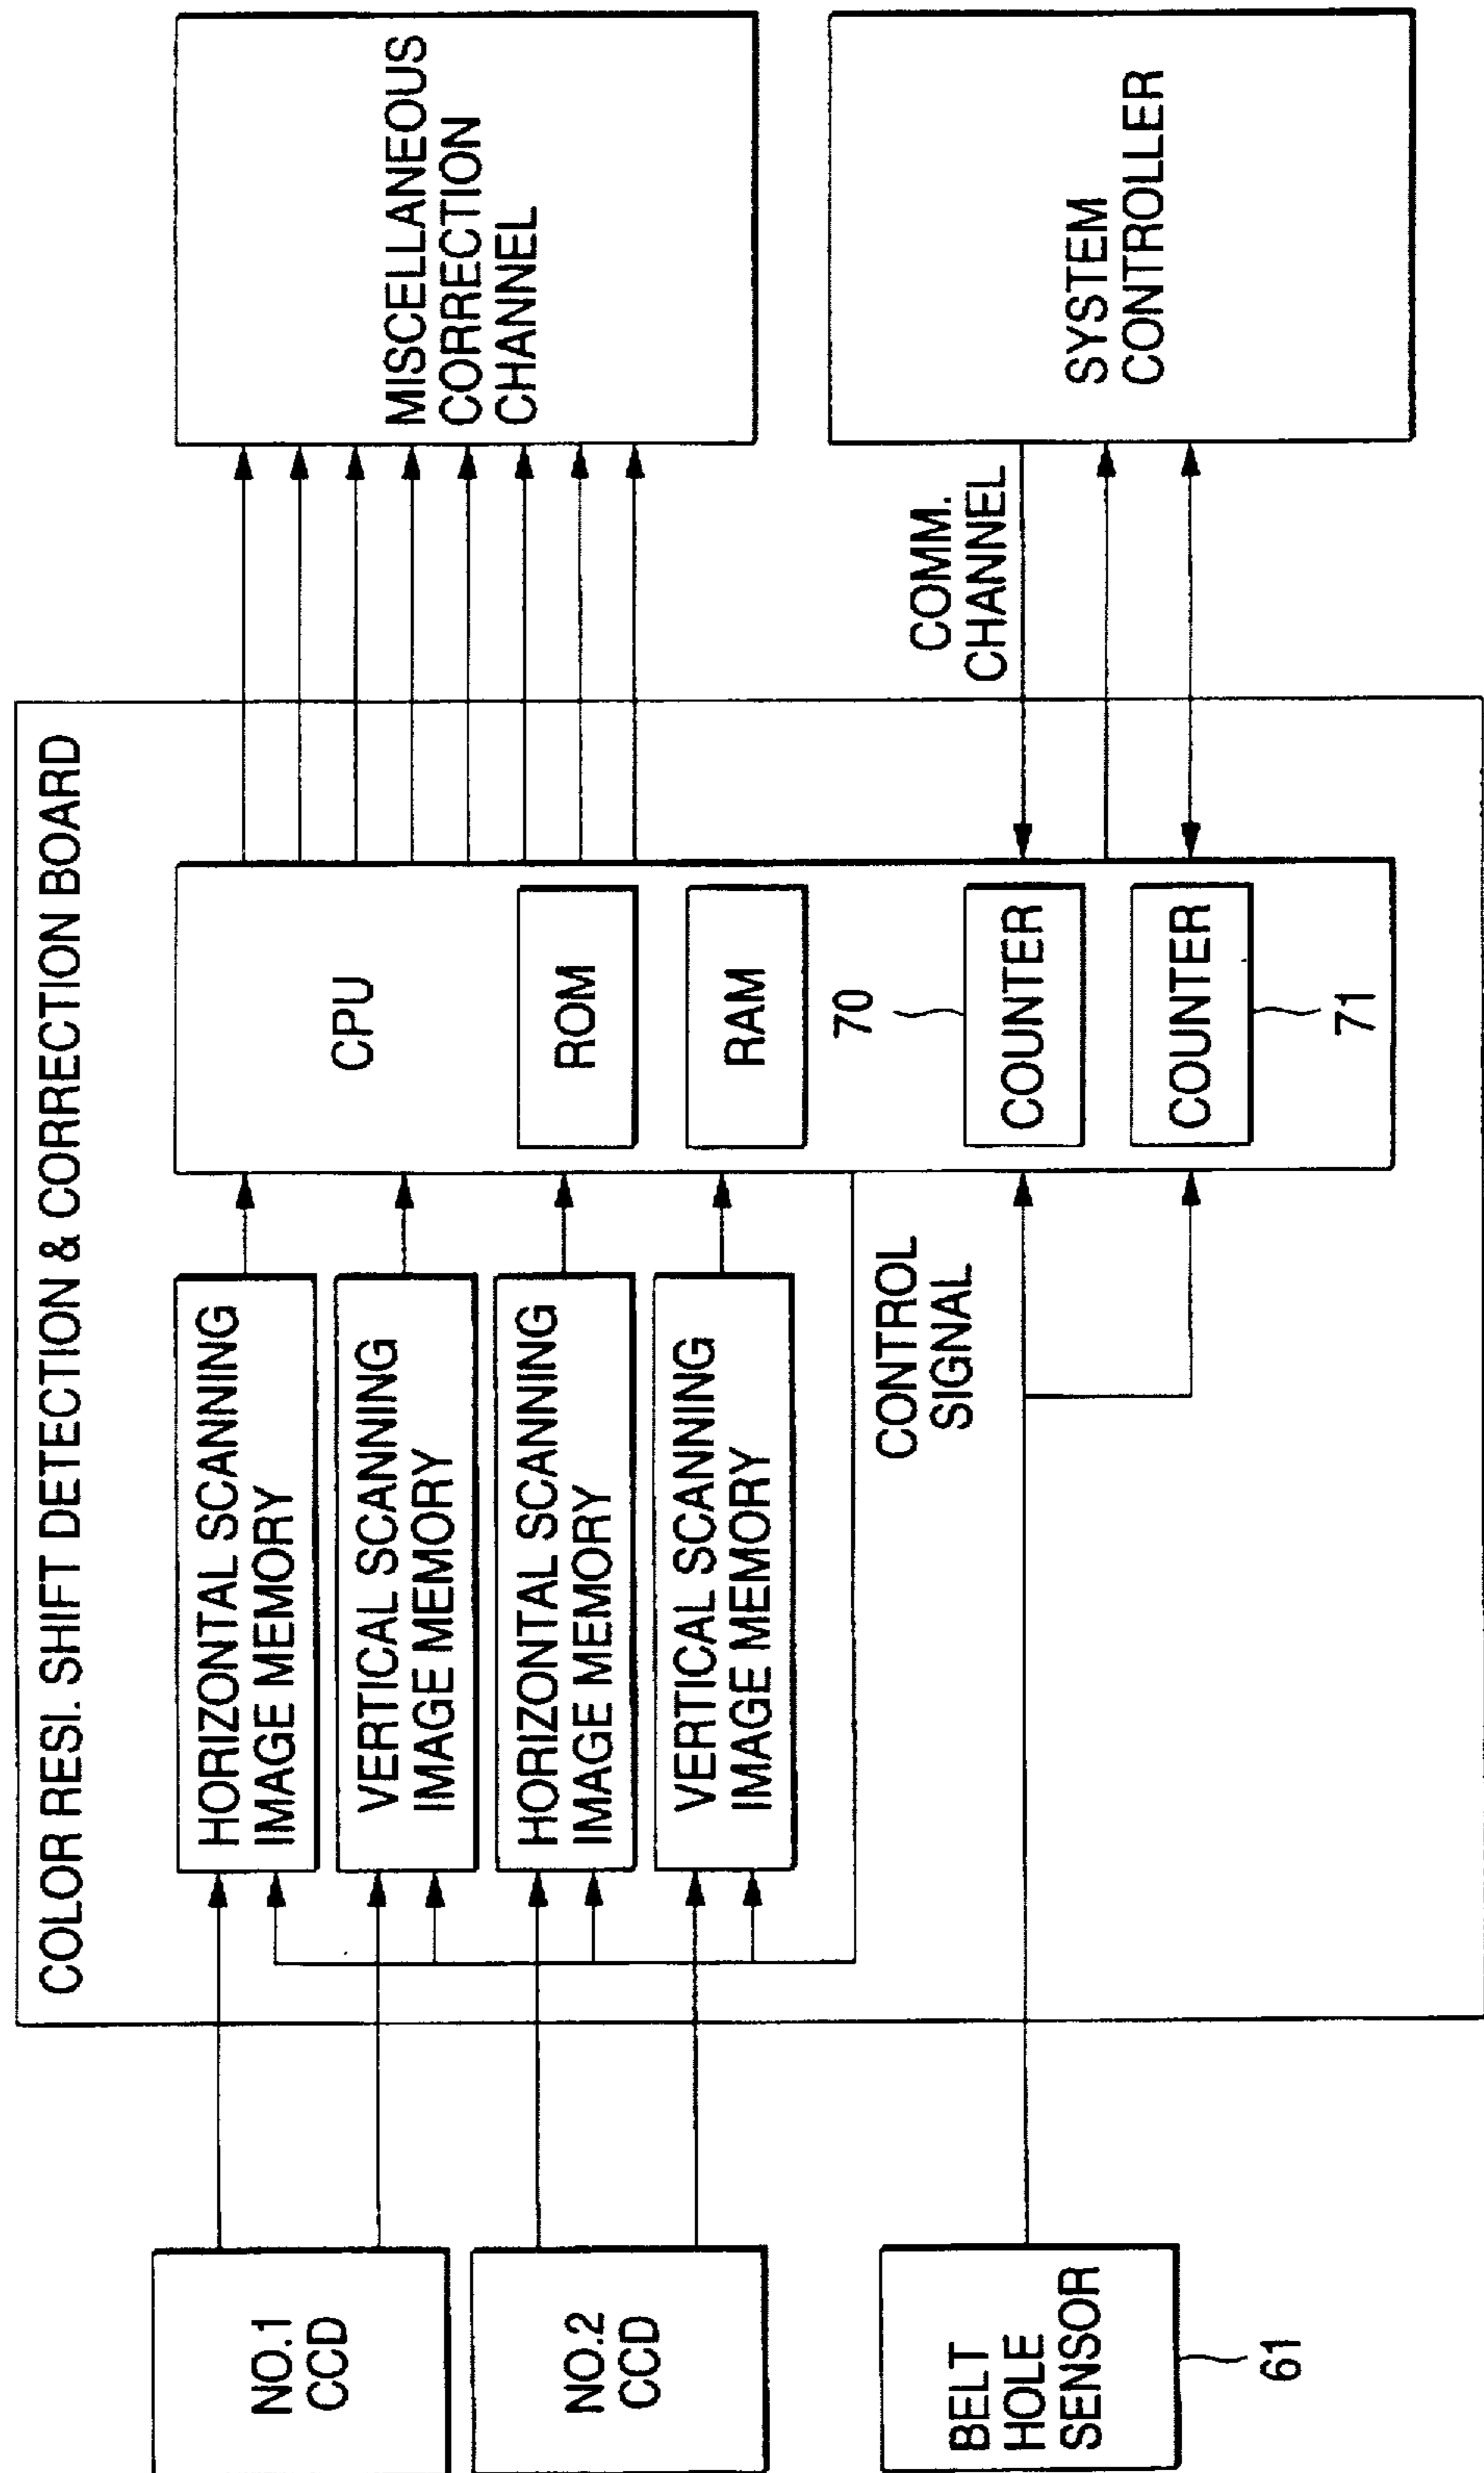 COLOR RESI. SHIFT DETECTION & CORRECTION BOARD
NO.1
CCD
NO.2
CCD
BELT
HOLE
SENSOR
61
HORIZONTAL SCANNING
IMAGE MEMORY
VERTICAL SCANNING
IMAGE MEMORY
HORIZONTAL SCANNING
IMAGE MEMORY
VERTICAL SCANNING
IMAGE MEMORY
CONTROL
SIGNAL
CPU
ROM
RAM
70
COUNTER
COUNTER
71
COMM.
CHANNEL
MISCELLANEOUS
CORRECTION
CHANNEL
SYSTEM
CONTROLLER